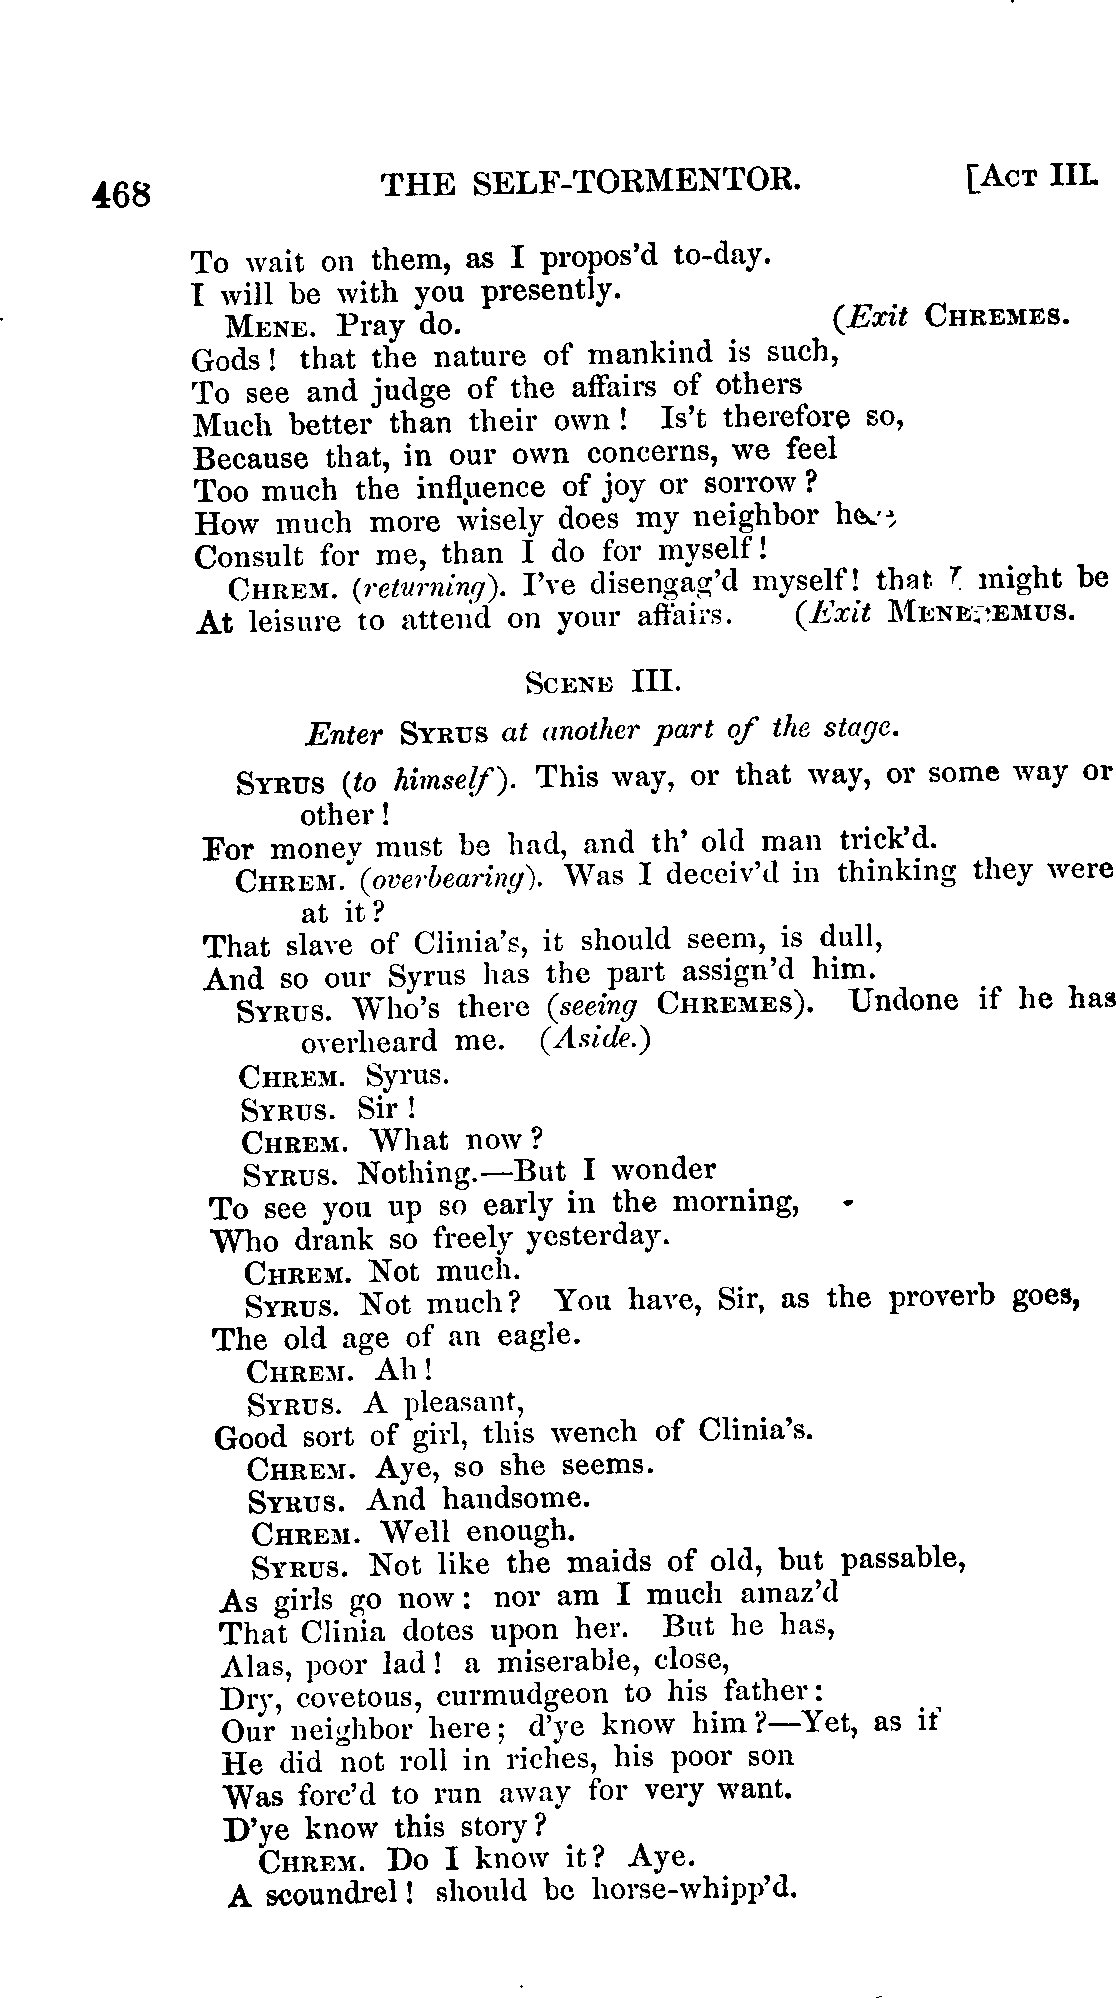 468 THE SELF-TORMENTOR. [ACT III.
To wait on them, as I propos'd to-day.
I will be with you presently.
MENE. Pray do. (Exit CHREMES.
Gods! that the nature of mankind is such,
To see and judge of the affairs of others
Much better than their own! Is't therefore so,
Because that, in our own concerns, we feel
Too much the influence of joy or sorrow?
How much more wisely does my neighbor here
Consult for me, than I do for myself!
CHREM. (returning). I've disengag'd myself! that I might be
At leisure to attend on your affairs. (Exit MENEDEMUS.
SCENE III.
Enter SYRUS at another part of the stage.
SYRUS (to himself). This way, or that way, or some way or
other!
For money must be had, and th' old man trick'd.
CHREM. (overbearing). Was I deceiv'd in thinking they were
at it?
That slave of Clinia's, it should seem, is dull,
And so our Syrus has the part assign'd him.
SYRUS. Who's there (seeing CHREMES). Undone if he has
overheard me. (Aside.)
CHREM. Syrus.
SYRUS. Sir!
CHREM. What now?
SYRUS. Nothing.—But I wonder
To see you up so early in the morning,
Who drank so freely yesterday.
CHREM. Not much.
SYRUS. Not much? You have, Sir, as the proverb goes,
The old age of an eagle.
CHREM. Ah!
SYRUS. A pleasant,
Good sort of girl, this wench of Clinia's.
CHREM. Aye, so she seems.
SYRUS. And handsome.
CHREM. Well enough.
SYRUS. Not like the maids of old, but passable,
As girls go now: nor am I much amaz'd
That Clinia dotes upon her. But he has,
Alas, poor lad! a miserable, close,
Dry, covetous, curmudgeon to his father:
Our neighbor here; d'ye know him?—Yet, as if
He did not roll in riches, his poor son
Was forc'd to run away for very want.
D'ye know this story?
CHREM. Do I know it? Aye.
A scoundrel! should be horse-whipp'd.